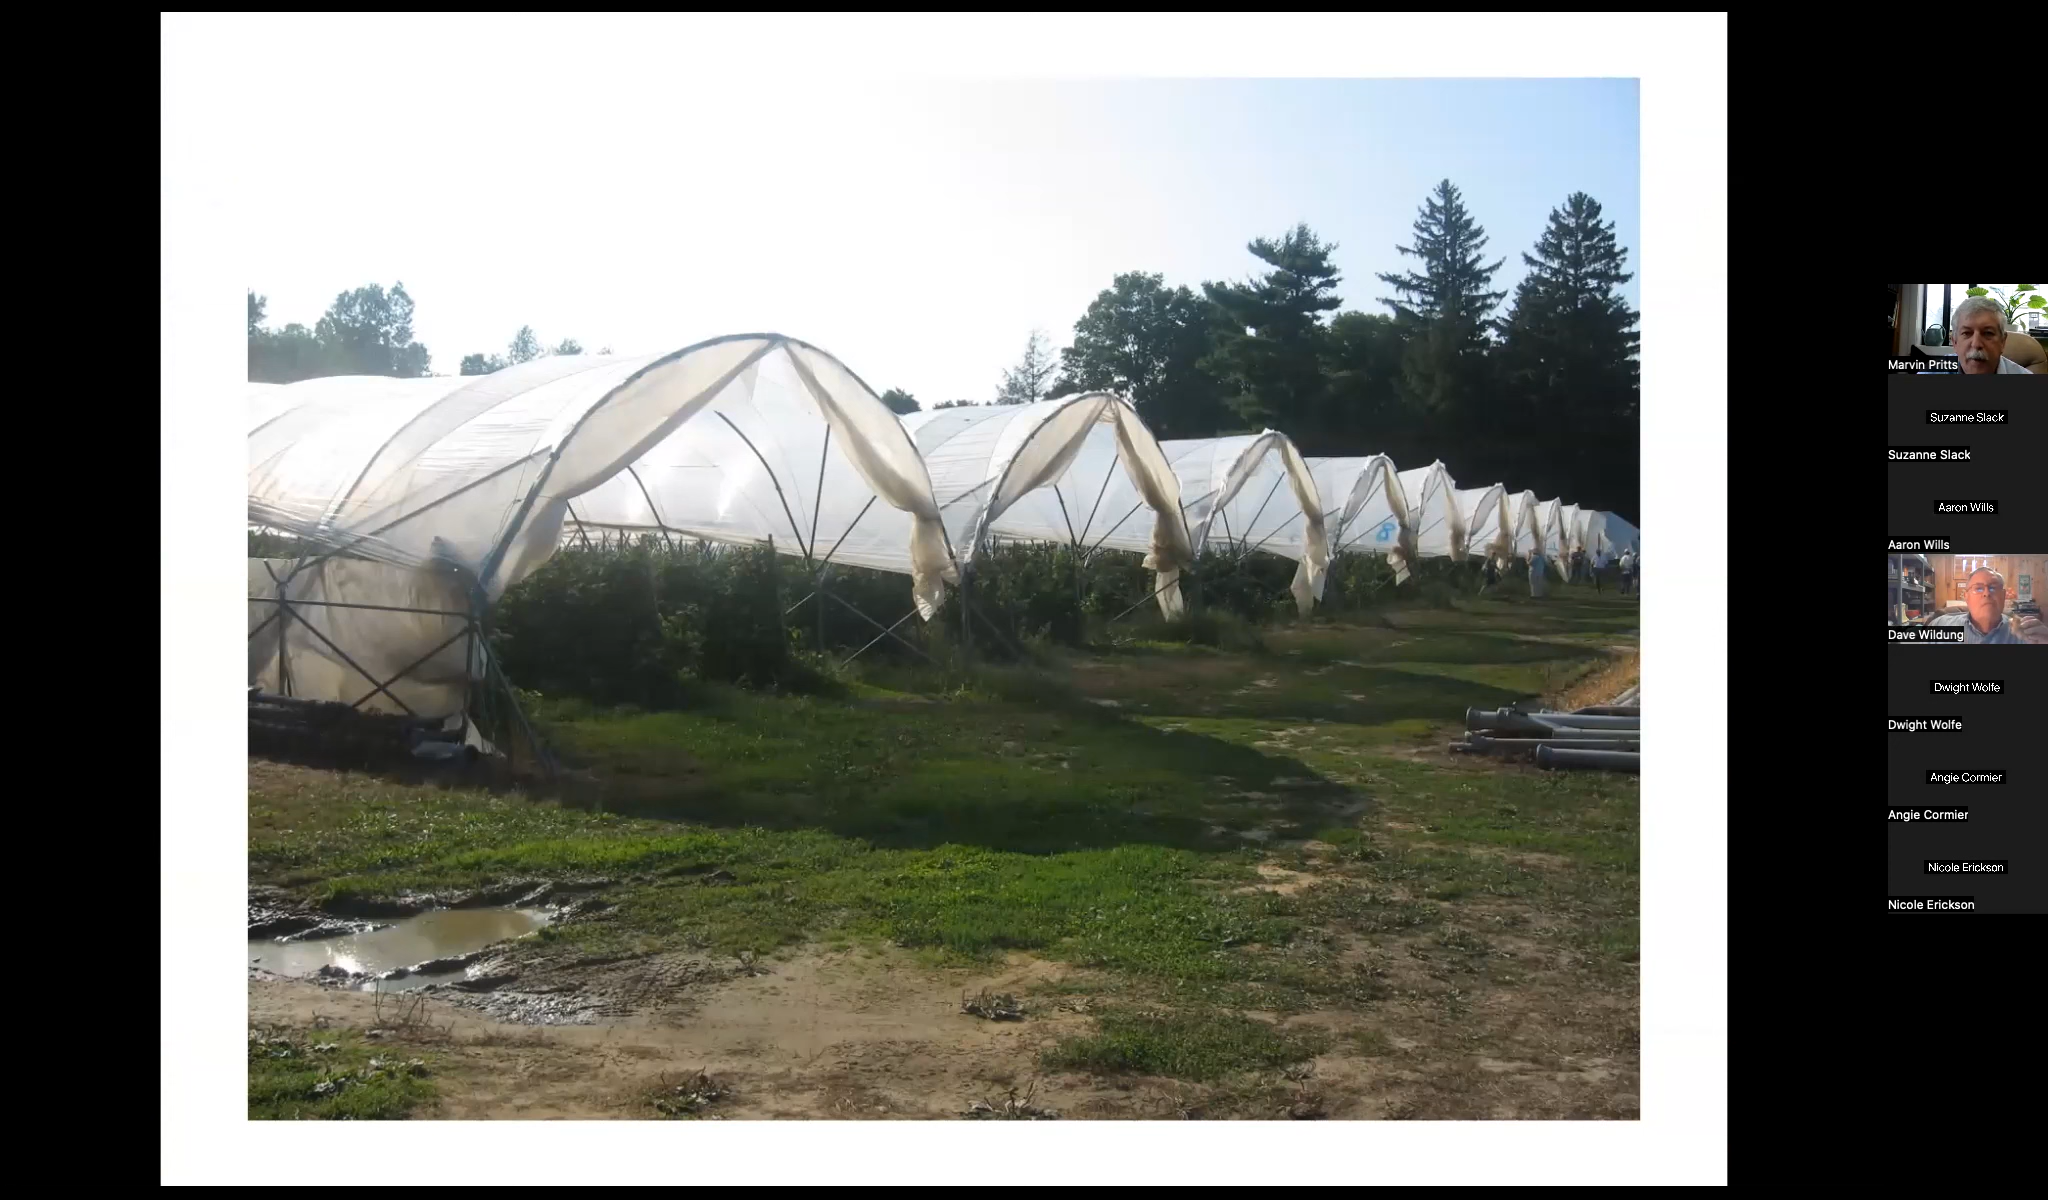 8
Marvin Pritts
Suzanne Slack
Suzanne Slack
Aaron Wills
Aaron Wills
Dave Wildung
Dwight Wolfe
Dwight Wolfe
Angie Cormier
Angie Cormier
Nicole Erickson
Nicole Erickson